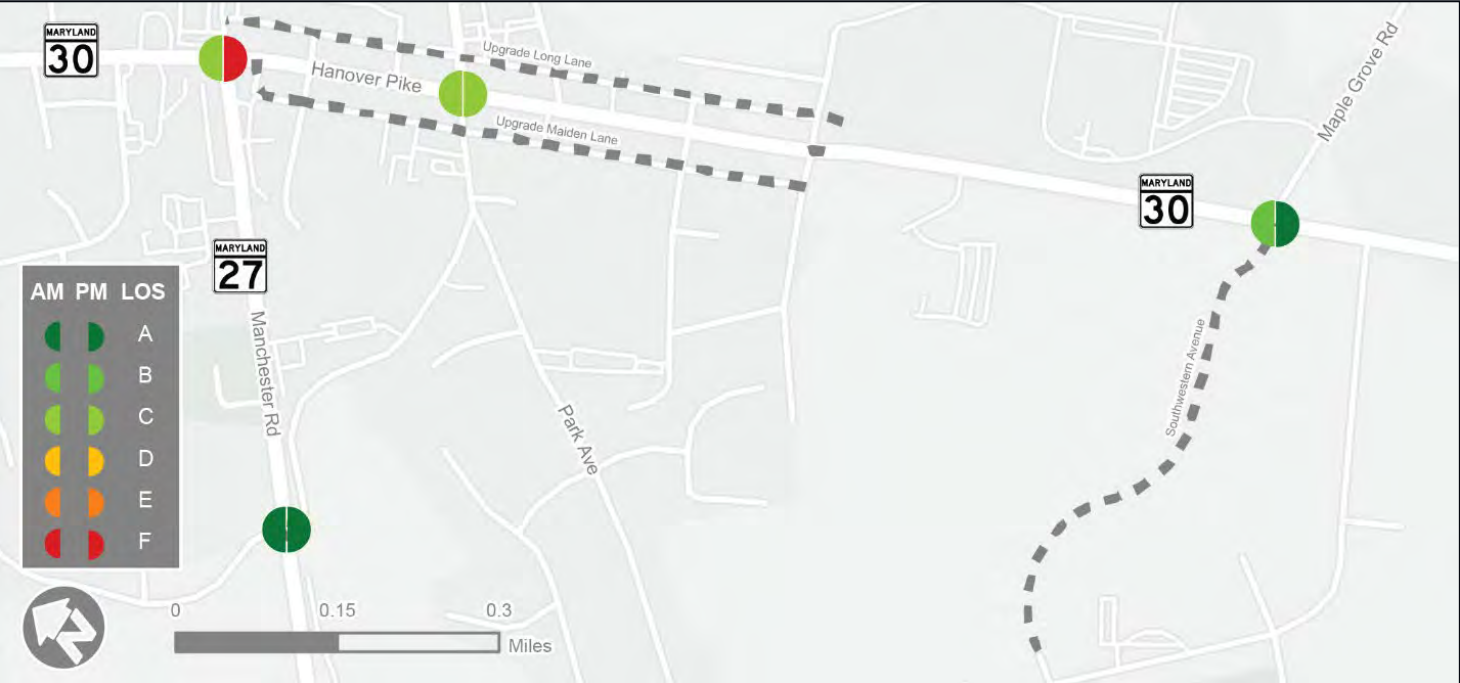 MARYLAND
30
Hanover Pike
Upgrade Long Lane
Upgrade Maiden Lane
Maple Grove Rd
MARYLAND
30
MARYLAND
27
Manchester Rd
Park Ave
Southwestern Avenue
AM PM LOS
A
B
C
D
E
F
N
0 0.15 0.3
Miles